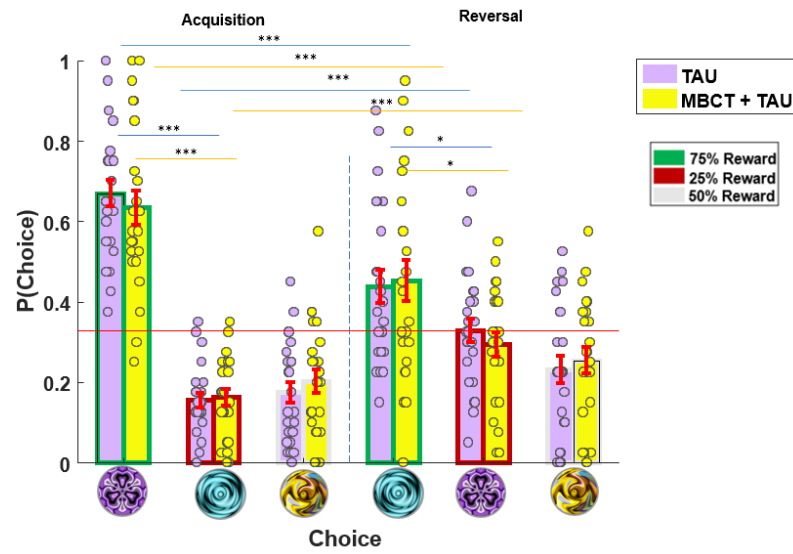 Acquisition
Reversal
***
***
***
***
***
***
*
*
TAU
MBCT + TAU
75% Reward
25% Reward
50% Reward
P(Choice)
1
0.8
0.6
0.4
0.2
0
Choice